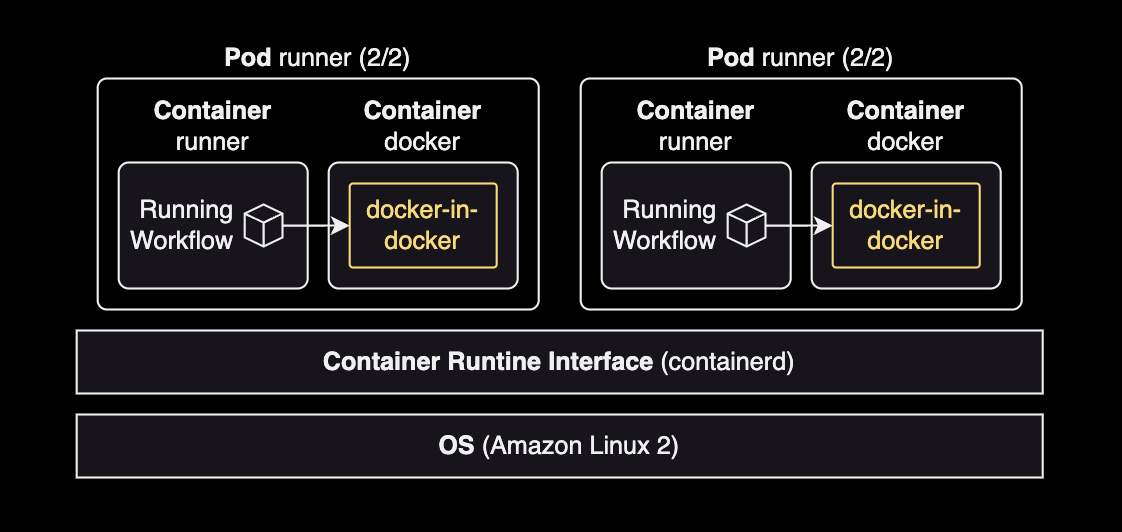 Pod runner (2/2)
Container
runner
Container
docker
Running
Workflow
docker-in-
docker
Pod runner (2/2)
Container
runner
Container
docker
Running
Workflow
docker-in-
docker
Container Runtime Interface (containerd)
OS (Amazon Linux 2)